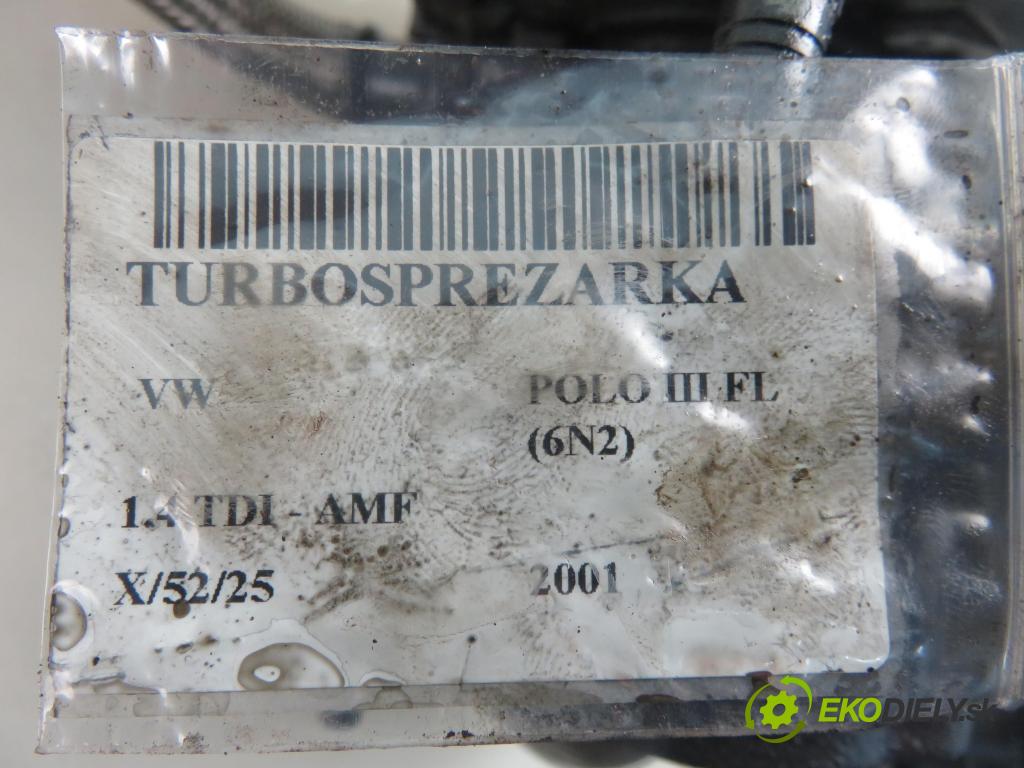 TURBOSPREZARKA
VW
POLO III FL
(6N2)
1.4 TDI - AMF
X/52/25
2001
EKODIELY.sk